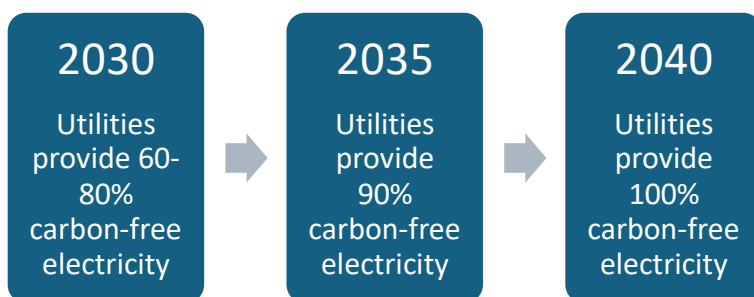 2030
Utilities
provide 60-
80%
carbon-free
electricity
2035
Utilities
provide
90%
carbon-free
electricity
2040
Utilities
provide
100%
carbon-free
electricity